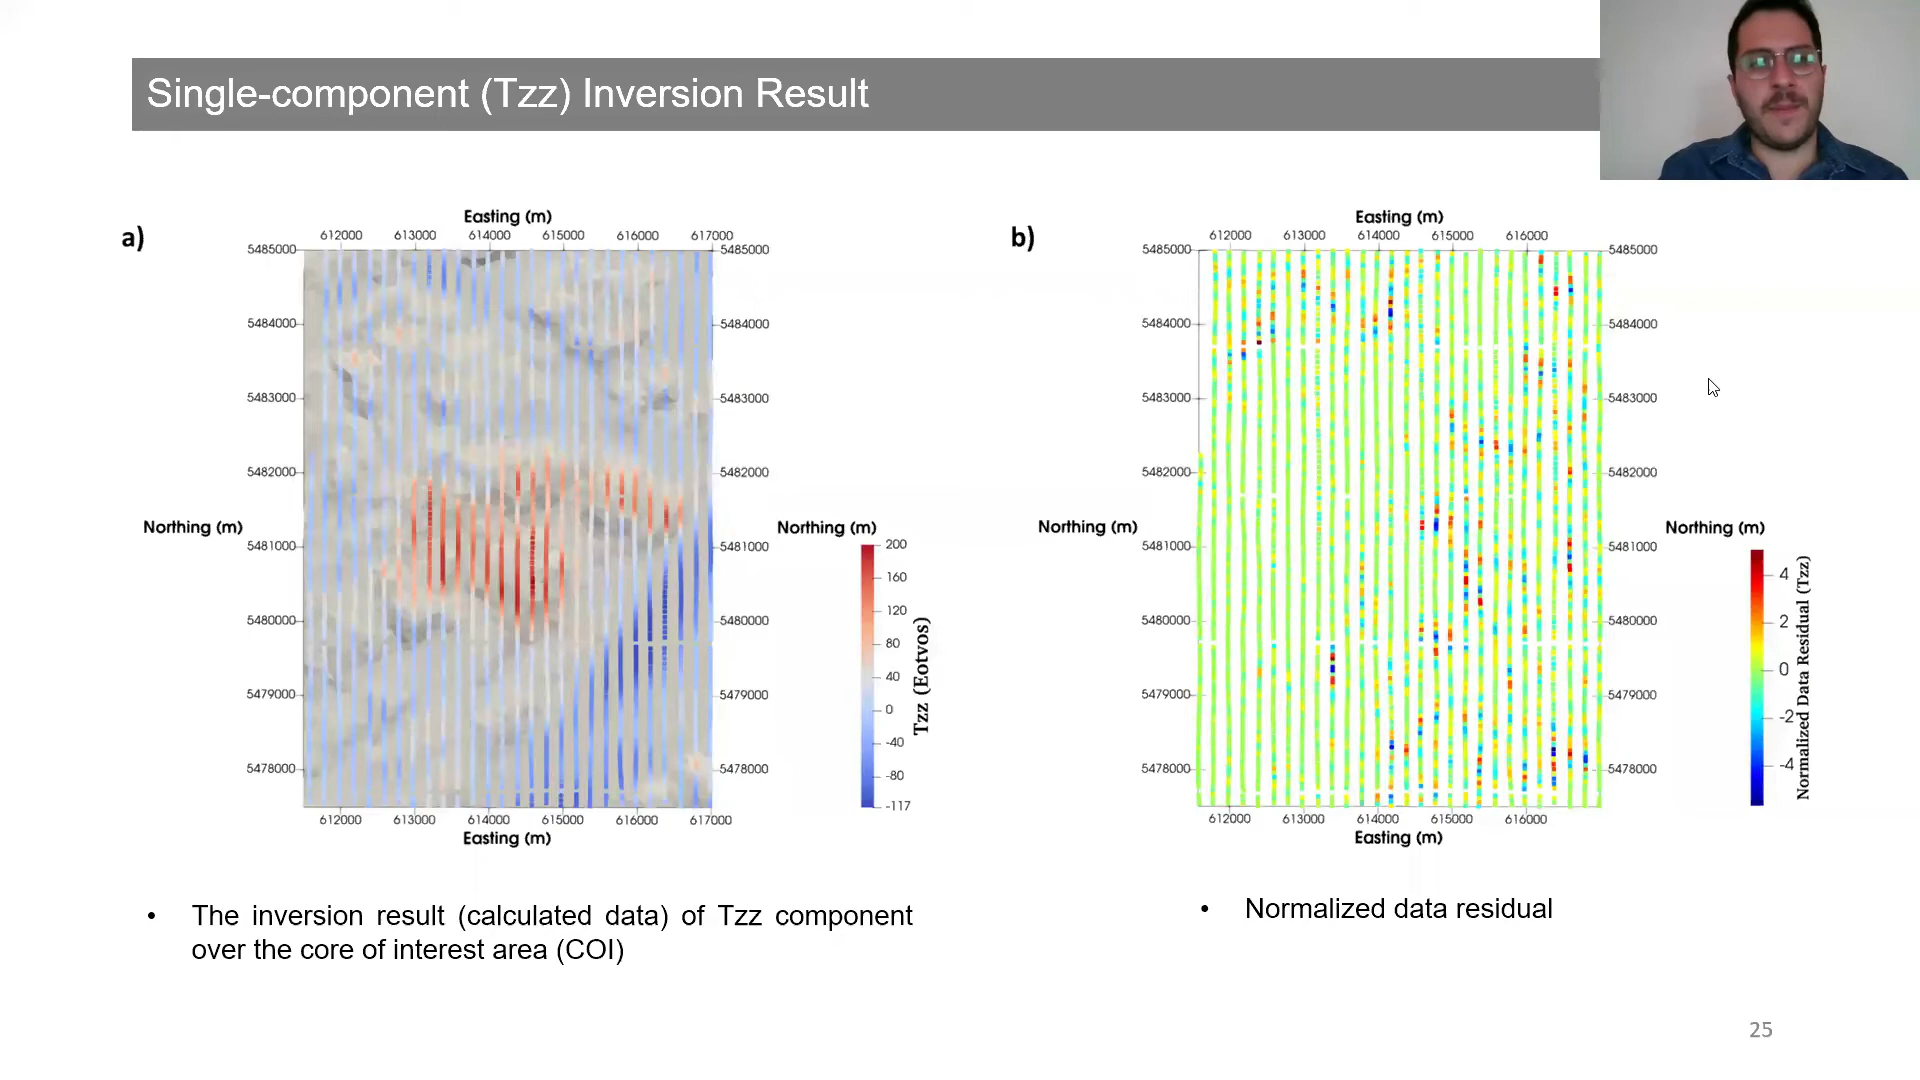 Single-component (Tzz) Inversion Result
a)
Easting (m)
612000 613000 614000 615000 616000 617000
5485000 5485000
5484000 5484000
5483000 5483000
5482000 5482000
Northing (m) Northing (m)
5481000 5481000
5480000 5480000
5479000 5479000
5478000 5478000
612000 613000 614000 615000 616000 617000
Easting (m)
200
160
120
80
40
0
-40
-80
-117
Tzz (Eotvos)
b)
Easting (m)
612000 613000 614000 615000 616000
5485000 5485000
5484000 5484000
5483000 5483000
5482000 5482000
Northing (m) Northing (m)
5481000 5481000
5480000 5480000
5479000 5479000
5478000 5478000
612000 613000 614000 615000 616000
Easting (m)
4
2
0
-2
-4
Normalized Data Residual (Tzz)
• The inversion result (calculated data) of Tzz component
over the core of interest area (COI)
• Normalized data residual
25